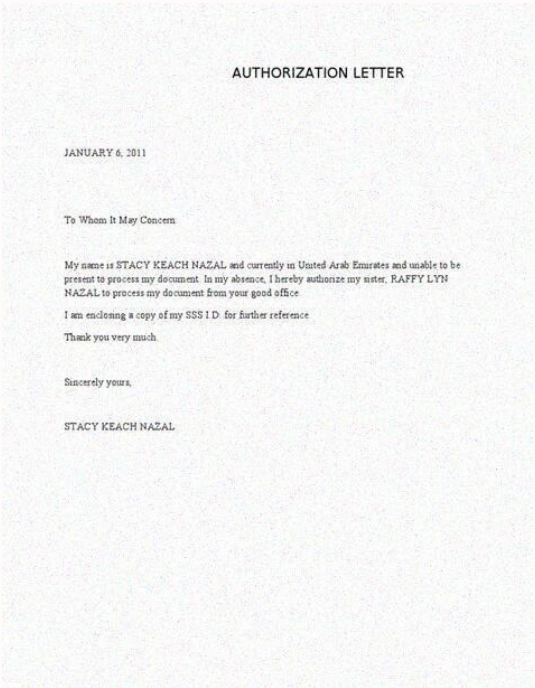 AUTHORIZATION LETTER
JANUARY 6, 2011
To Whom It May Concern
My name is STACY KEACH NAZAL and currently in United Arab Emirates and unable to be
present to process my document. In my absence, I hereby authorize my sister, RAFFY LYN
NAZAL to process my document from your good office
I am enclosing a copy of my SSS I.D. for further reference
Thank you very much
Sincerely yours,
STACY KEACH NAZAL